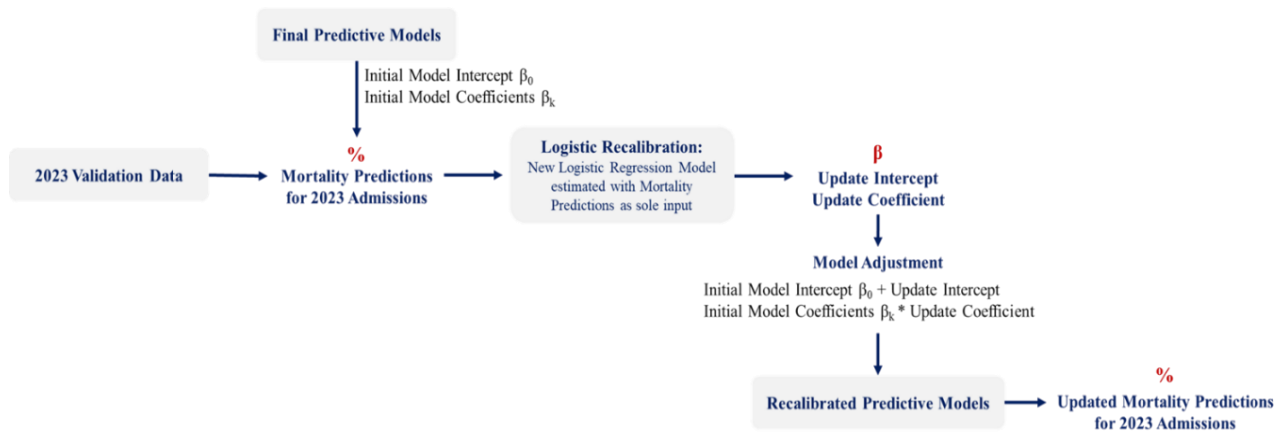 Final Predictive Models
Initial Model Intercept β₀
Initial Model Coefficients βₖ
2023 Validation Data
%
Mortality Predictions
for 2023 Admissions
Logistic Recalibration:
New Logistic Regression Model
estimated with Mortality
Predictions as sole input
β
Update Intercept
Update Coefficient
Model Adjustment
Initial Model Intercept β₀ + Update Intercept
Initial Model Coefficients βₖ * Update Coefficient
Recalibrated Predictive Models
%
Updated Mortality Predictions
for 2023 Admissions